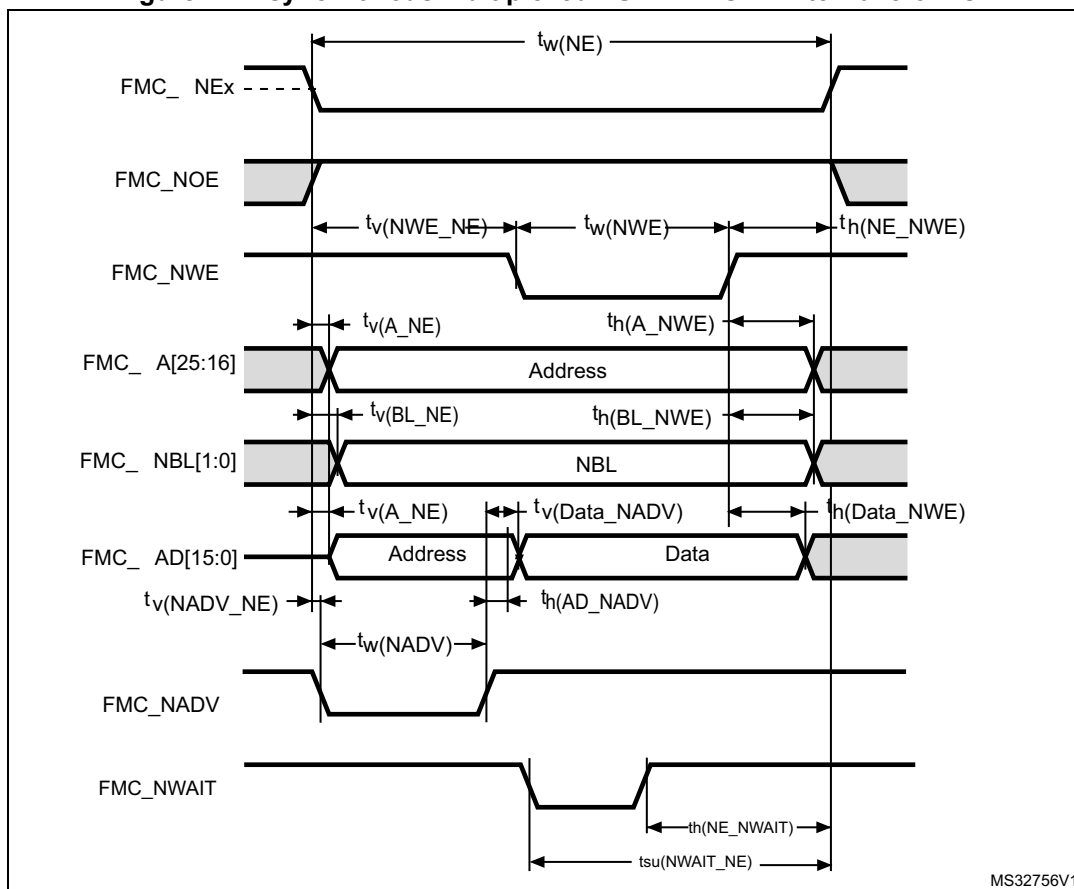 tw(NE)
FMC_ NEx
FMC_NOE
tv(NWE_NE) tw(NWE) th(NE_NWE)
FMC_NWE
tv(A_NE) th(A_NWE)
FMC_ A[25:16] Address
tv(BL_NE) th(BL_NWE)
FMC_ NBL[1:0] NBL
tv(A_NE) tv(Data_NADV) th(Data_NWE)
FMC_ AD[15:0] Address Data
tv(NADV_NE) th(AD_NADV)
tw(NADV)
FMC_NADV
FMC_NWAIT
th(NE_NWAIT)
tsu(NWAIT_NE)
MS32756V1